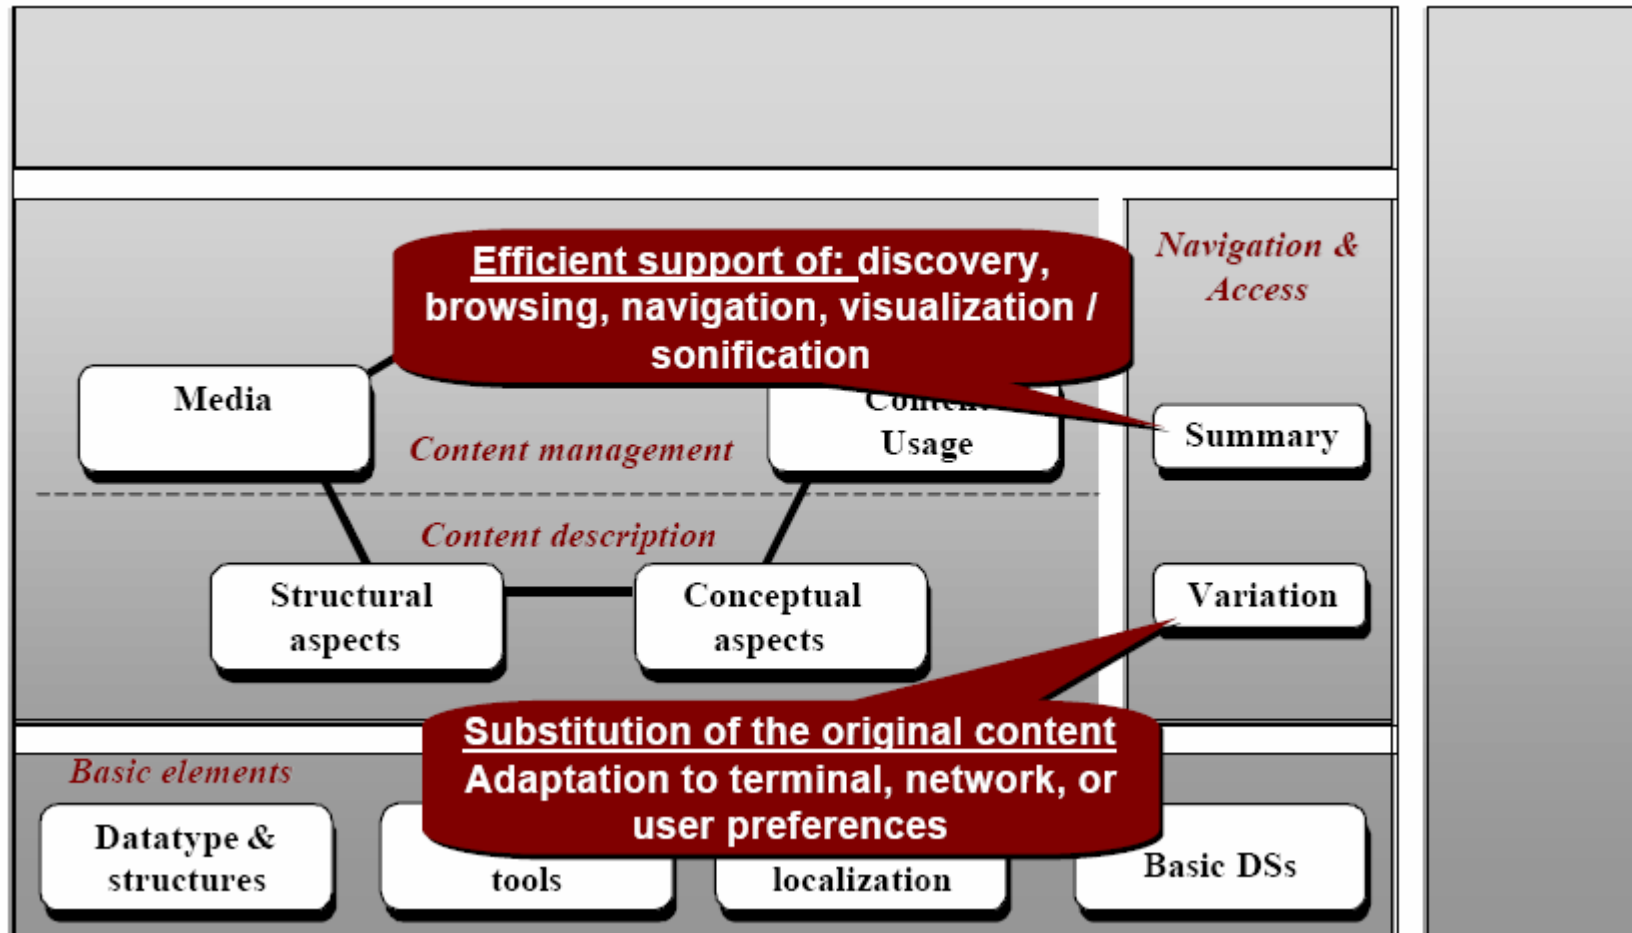 Efficient support of: discovery,
browsing, navigation, visualization /
sonification
Navigation &
Access
Media
Content
Usage
Content management
Summary
Content description
Structural
aspects
Conceptual
aspects
Variation
Substitution of the original content
Adaptation to terminal, network, or
user preferences
Basic elements
Datatype &
structures
tools
localization
Basic DSs